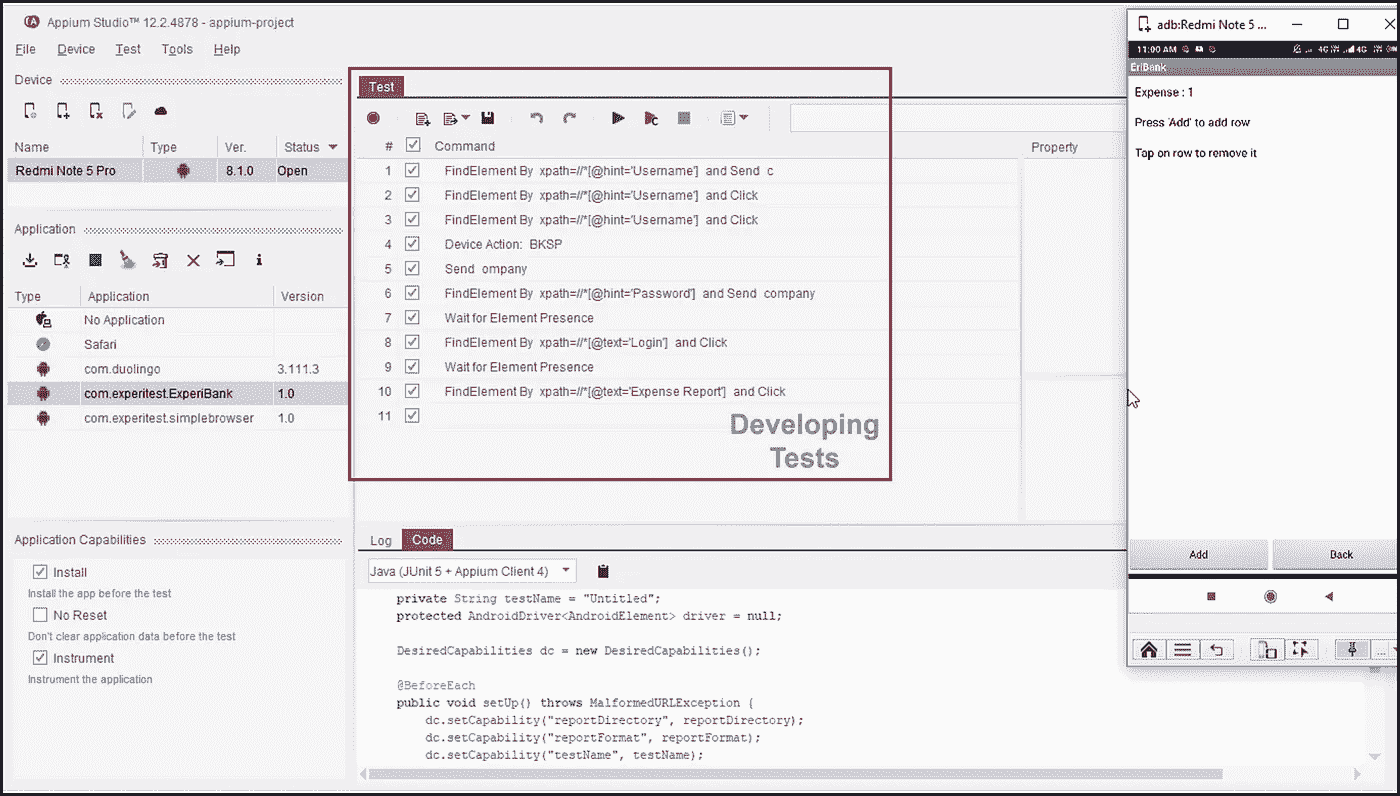 Appium Studio™ 12.2.4878 - appium-project
File Device Test Tools Help
Device
Name Type Ver. Status
Redmi Note 5 Pro 8.1.0 Open
Application
Type Application Version
No Application
Safari
com.duolingo 3.111.3
com.experitest.ExperiBank 1.0
com.experitest.simplebrowser 1.0
Application Capabilities
Install
Install the app before the test
No Reset
Don't clear application data before the test
Instrument
Instrument the application
Test
# Command
1 FindElement By xpath=//*[@hint='Username'] and Send c
2 FindElement By xpath=//*[@hint='Username'] and Click
3 FindElement By xpath=//*[@hint='Username'] and Click
4 Device Action: BKSP
5 Send ompany
6 FindElement By xpath=//*[@hint='Password'] and Send company
7 Wait for Element Presence
8 FindElement By xpath=//*[@text='Login'] and Click
9 Wait for Element Presence
10 FindElement By xpath=//*[@text='Expense Report'] and Click
11
Developing
Tests
Property
Log Code
Java (JUnit 5 + Appium Client 4)
private String testName = "Untitled";
protected AndroidDriver<AndroidElement> driver = null;
DesiredCapabilities dc = new DesiredCapabilities();
@BeforeEach
public void setUp() throws MalformedURLException {
dc.setCapability("reportDirectory", reportDirectory);
dc.setCapability("reportFormat", reportFormat);
dc.setCapability("testName", testName);
adb:Redmi Note 5 ...
11:00 AM
EriBank
Expense : 1
Press 'Add' to add row
Tap on row to remove it
Add Back
...